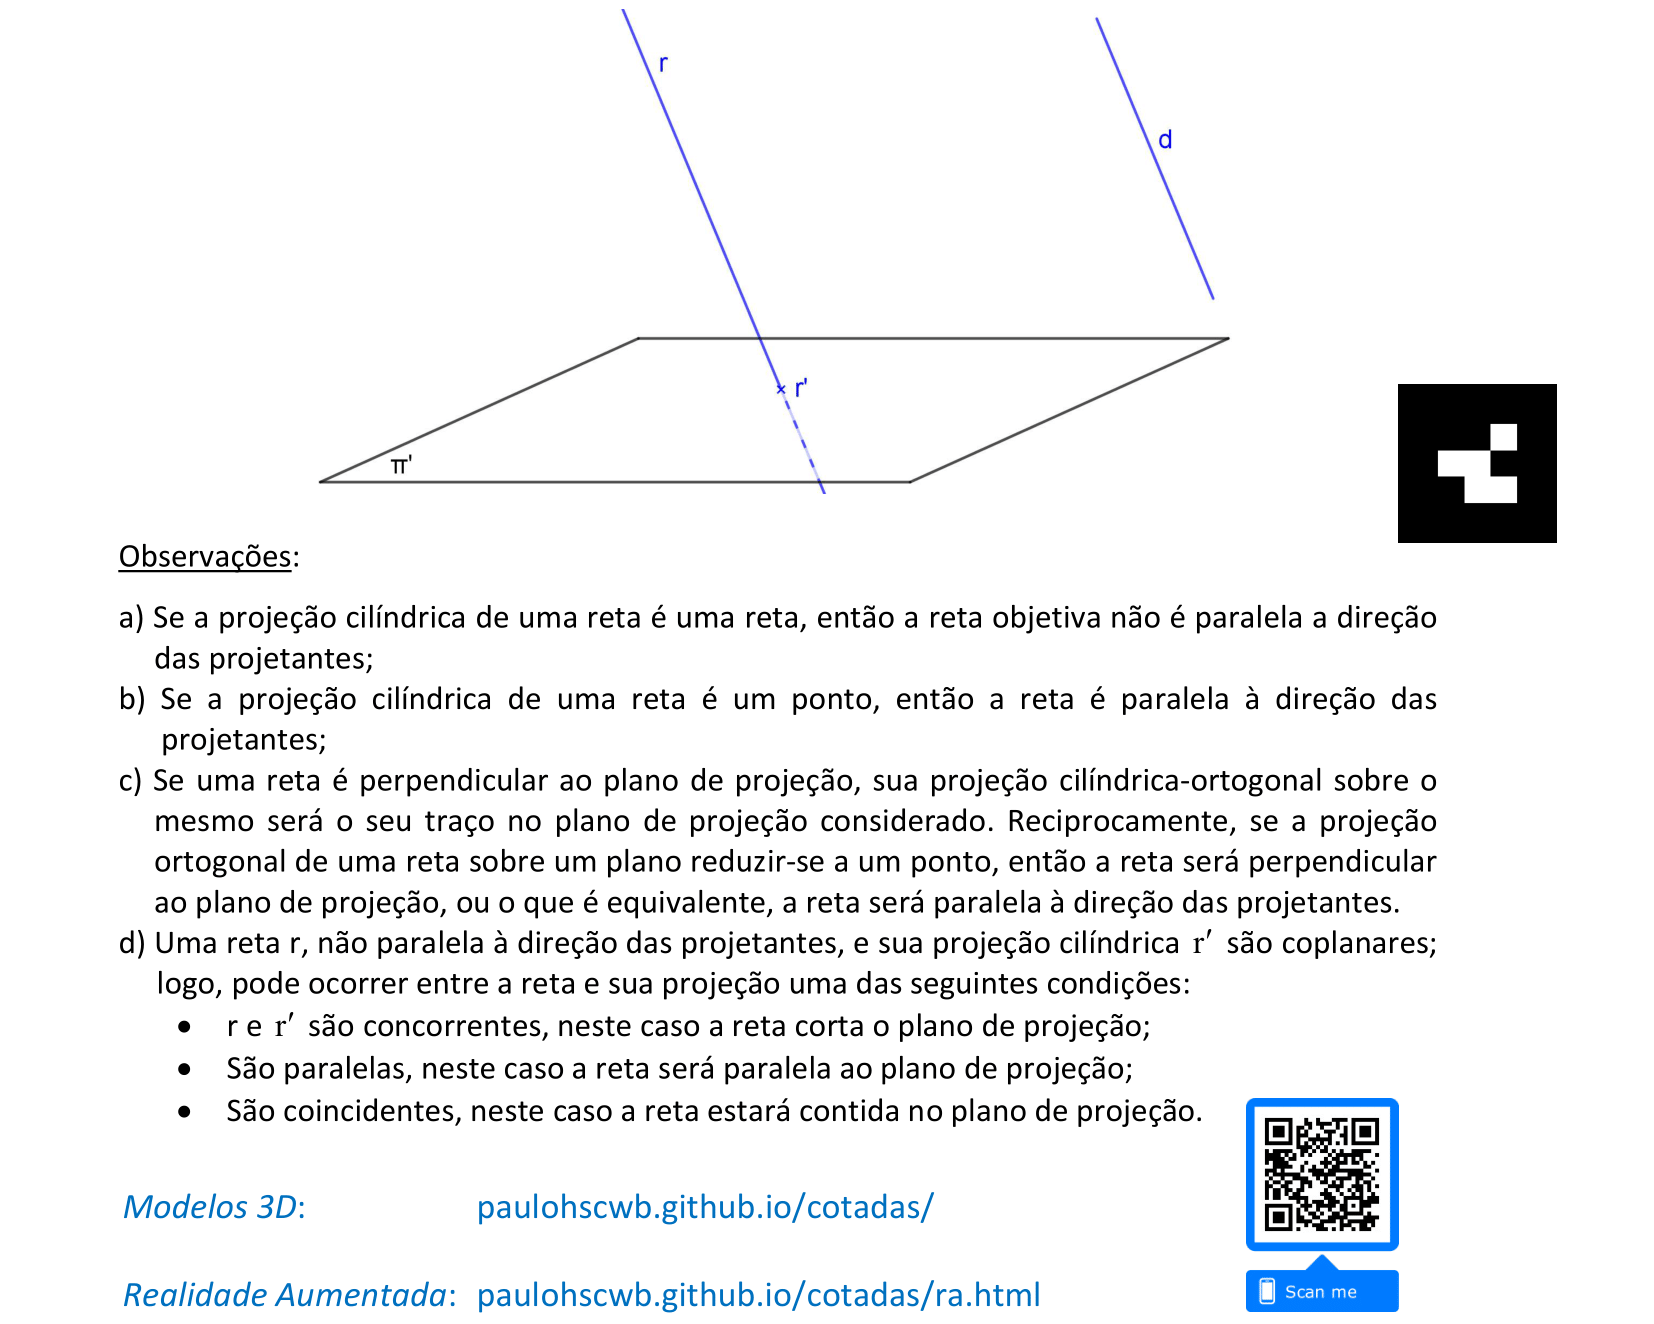 r
d
r'
π'
Observações:
a) Se a projeção cilíndrica de uma reta é uma reta, então a reta objetiva não é paralela a direção
das projetantes;
b) Se a projeção cilíndrica de uma reta é um ponto, então a reta é paralela à direção das
projetantes;
c) Se uma reta é perpendicular ao plano de projeção, sua projeção cilíndrica-ortogonal sobre o
mesmo será o seu traço no plano de projeção considerado. Reciprocamente, se a projeção
ortogonal de uma reta sobre um plano reduzir-se a um ponto, então a reta será perpendicular
ao plano de projeção, ou o que é equivalente, a reta será paralela à direção das projetantes.
d) Uma reta r, não paralela à direção das projetantes, e sua projeção cilíndrica r′ são coplanares;
logo, pode ocorrer entre a reta e sua projeção uma das seguintes condições:
• r e r′ são concorrentes, neste caso a reta corta o plano de projeção;
• São paralelas, neste caso a reta será paralela ao plano de projeção;
• São coincidentes, neste caso a reta estará contida no plano de projeção.
Modelos 3D: paulohscwb.github.io/cotadas/
Realidade Aumentada: paulohscwb.github.io/cotadas/ra.html
Scan me